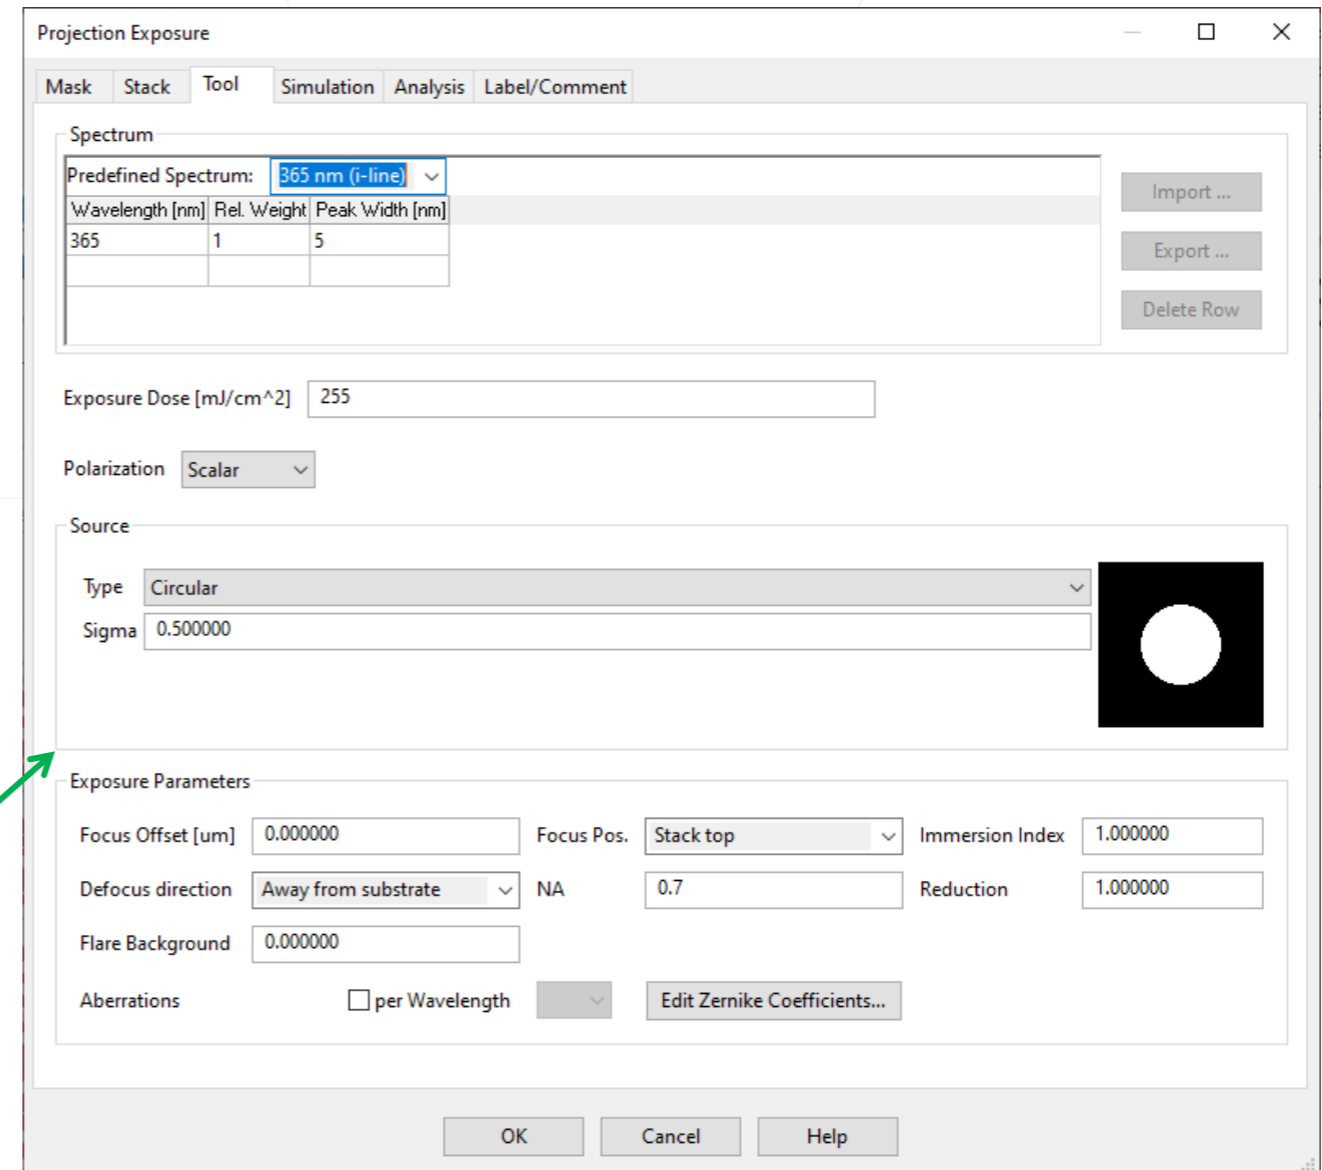 Projection Exposure
Mask Stack Tool Simulation Analysis Label/Comment
Spectrum
Predefined Spectrum: 365 nm (i-line)
Wavelength [nm] Rel. Weight Peak Width [nm]
365 1 5
Import ...
Export ...
Delete Row
Exposure Dose [mJ/cm^2] 255
Polarization Scalar
Source
Type Circular
Sigma 0.500000
Exposure Parameters
Focus Offset [um] 0.000000 Focus Pos. Stack top Immersion Index 1.000000
Defocus direction Away from substrate NA 0.7 Reduction 1.000000
Flare Background 0.000000
Aberrations per Wavelength Edit Zernike Coefficients...
OK Cancel Help